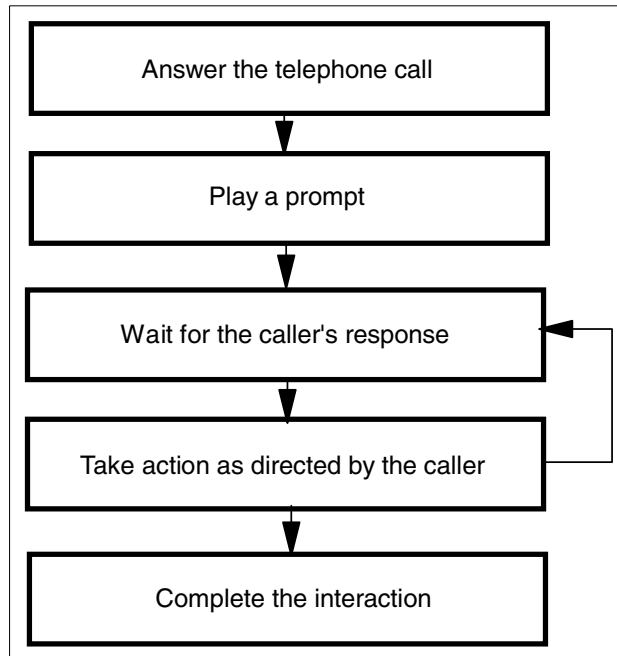 Answer the telephone call
Play a prompt
Wait for the caller's response
Take action as directed by the caller
Complete the interaction